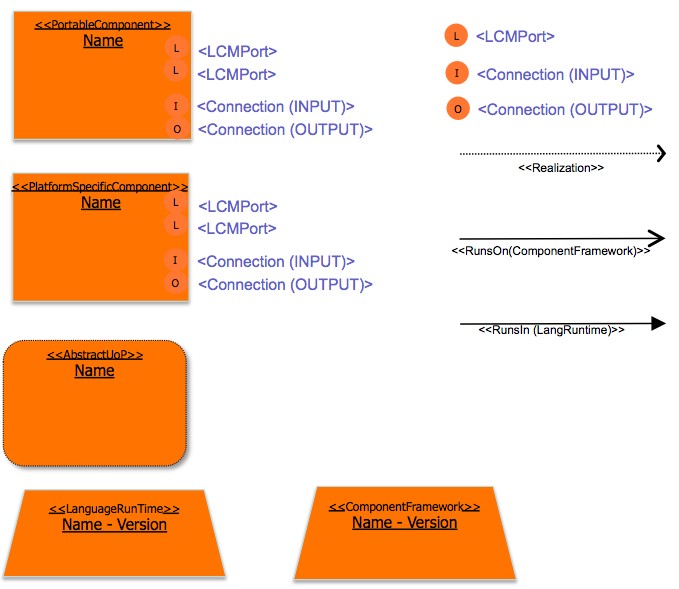 <<PortableComponent>>
Name
L <LCMPort>
L <LCMPort>
I <Connection (INPUT)>
O <Connection (OUTPUT)>
L <LCMPort>
I <Connection (INPUT)>
O <Connection (OUTPUT)>
<<Realization>>
<<PlatformSpecificComponent>>
Name
L <LCMPort>
L <LCMPort>
I <Connection (INPUT)>
O <Connection (OUTPUT)>
<<RunsOn(ComponentFramework)>>
<<RunsIn (LangRuntime)>>
<<AbstractUoP>>
Name
<<LanguageRunTime>>
Name - Version
<<ComponentFramework>>
Name - Version